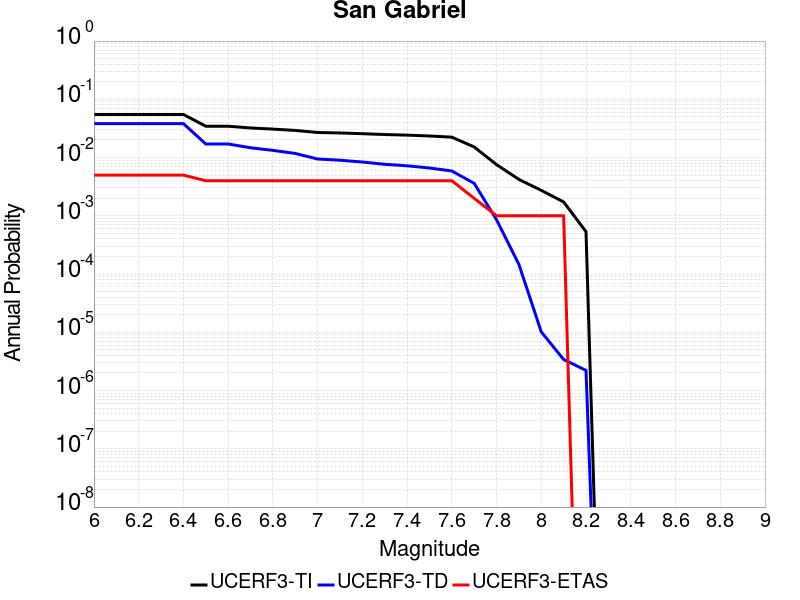 San Gabriel
10^0
10^-1
10^-2
10^-3
10^-4
10^-5
10^-6
10^-7
10^-8
Annual Probability
6 6.2 6.4 6.6 6.8 7 7.2 7.4 7.6 7.8 8 8.2 8.4 8.6 8.8 9
Magnitude
UCERF3-TI UCERF3-TD UCERF3-ETAS